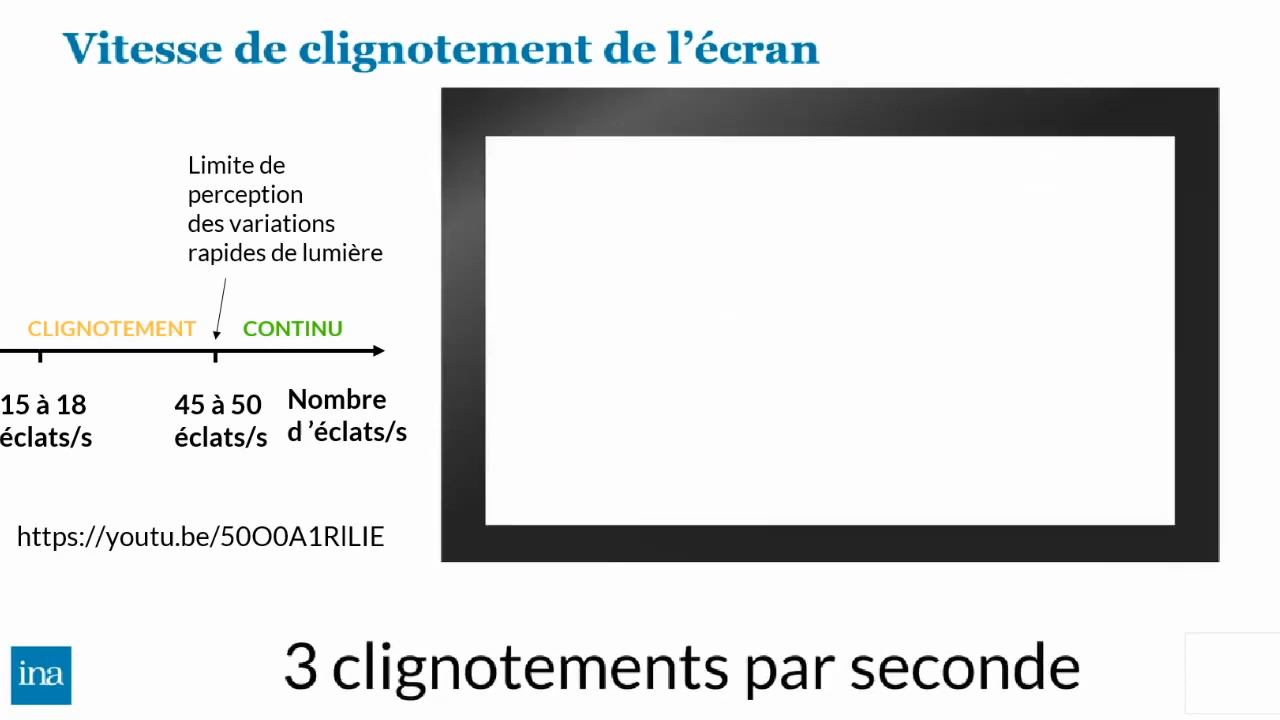 Vitesse de clignotement de l’écran
Limite de
perception
des variations
rapides de lumière
CLIGNOTEMENT CONTINU
15 à 18
éclats/s
45 à 50
éclats/s
Nombre
d ’éclats/s
https://youtu.be/50O0A1RlLIE
3 clignotements par seconde
ina